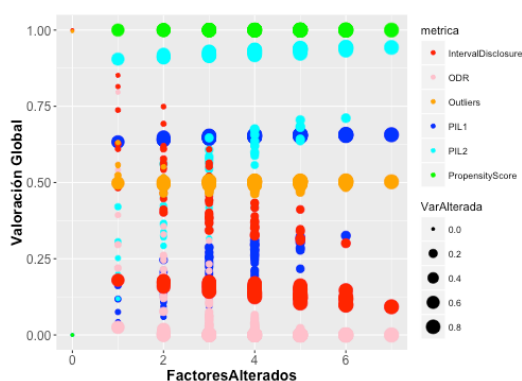 1.00
0.75
0.50
0.25
0.00
Valoración Global
0
2
4
6
FactoresAlterados
metrica
IntervalDisclosure
ODR
Outliers
PIL1
PIL2
PropensityScore
VarAlterada
0.0
0.2
0.4
0.6
0.8